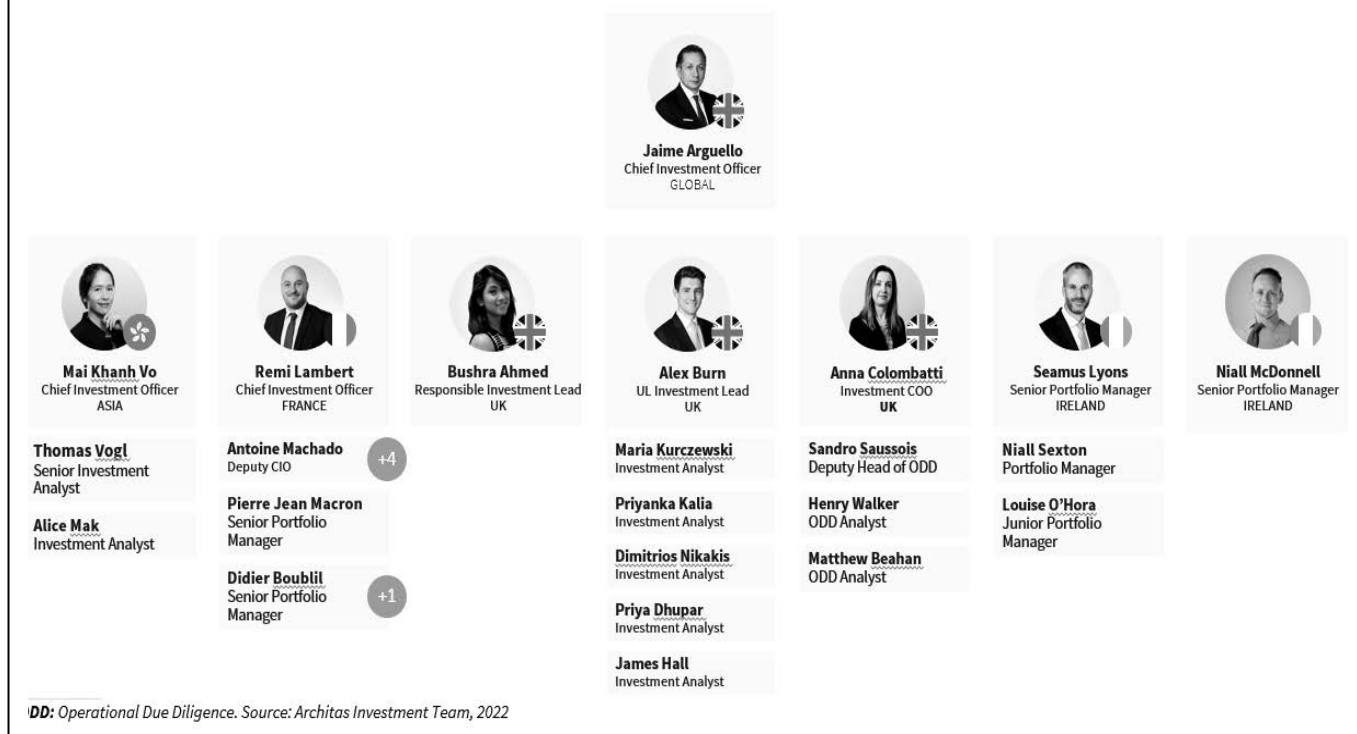 Jaime Arguello
Chief Investment Officer
GLOBAL
Mai Khanh Vo
Chief Investment Officer
ASIA
Thomas Vogl
Senior Investment
Analyst
Alice Mak
Investment Analyst
Remi Lambert
Chief Investment Officer
FRANCE
Antoine Machado
Deputy CIO
+4
Pierre Jean Macron
Senior Portfolio
Manager
Didier Boublil
Senior Portfolio
Manager
+1
Bushra Ahmed
Responsible Investment Lead
UK
Alex Burn
UL Investment Lead
UK
Maria Kurczewski
Investment Analyst
Priyanka Kalia
Investment Analyst
Dimitrios Nikakis
Investment Analyst
Priya Dhupar
Investment Analyst
James Hall
Investment Analyst
Anna Colombatti
Investment COO
UK
Sandro Saussois
Deputy Head of ODD
Henry Walker
ODD Analyst
Matthew Beahan
ODD Analyst
Seamus Lyons
Senior Portfolio Manager
IRELAND
Niall Sexton
Portfolio Manager
Louise O’Hora
Junior Portfolio
Manager
Niall McDonnell
Senior Portfolio Manager
IRELAND
DD: Operational Due Diligence. Source: Architas Investment Team, 2022